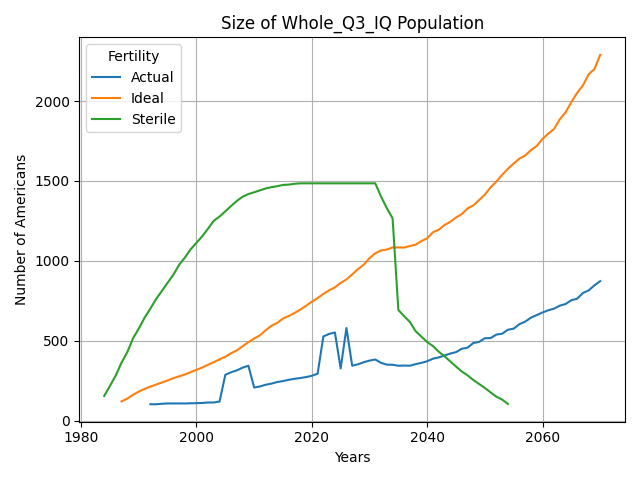 Size of Whole_Q3_IQ Population
Fertility
Actual
Ideal
Sterile
Number of Americans
2000
1500
1000
500
0
1980
2000
2020
2040
2060
Years